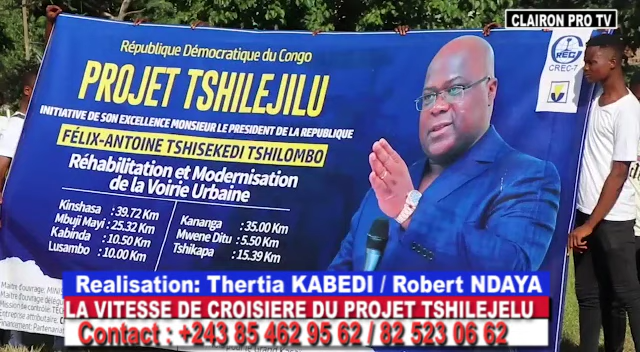 CLAIRON PRO TV
République Démocratique du Congo
PROJET TSHILEJILU
INITIATIVE DE SON EXCELLENCE MONSIEUR LE PRESIDENT DE LA REPUBLIQUE
FÉLIX-ANTOINE TSHISEKEDI TSHILOMBO
Réhabilitation et Modernisation
de la Voirie Urbaine
Kinshasa : 39.72 Km
Mbuji Mayi : 25.32 Km
Kabinda : 10.50 Km
Lusambo : 10.00 Km
Kananga : 35.00 Km
Mwene Ditu : 5.50 Km
Tshikapa : 15.39 Km
CREC-7
Realisation: Thertia KABEDI / Robert NDAYA
LA VITESSE DE CROISIERE DU PROJET TSHILEJELU
Contact : +243 85 462 95 62 / 82 523 06 62